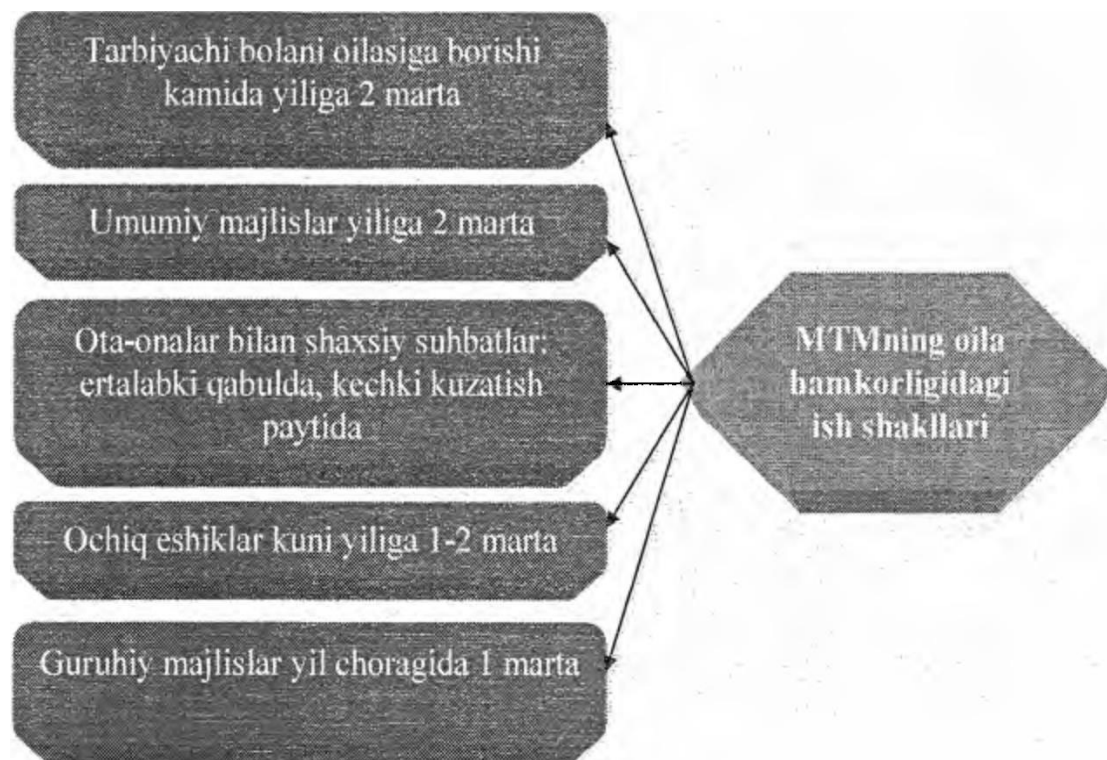 Tarbiyachi bolani oilasiga borishi
kamida yiliga 2 marta
Umumiy majlislar yiliga 2 marta
Ota-onalar bilan shaxsiy suhbatlar:
ertalabki qabulda, kechki kuzatish
paytida
Ochiq eshiklar kuni yiliga 1-2 marta
Guruhiy majlislar yil choragida 1 marta
MTMning oila
hamkorligidagi
ish shakllari